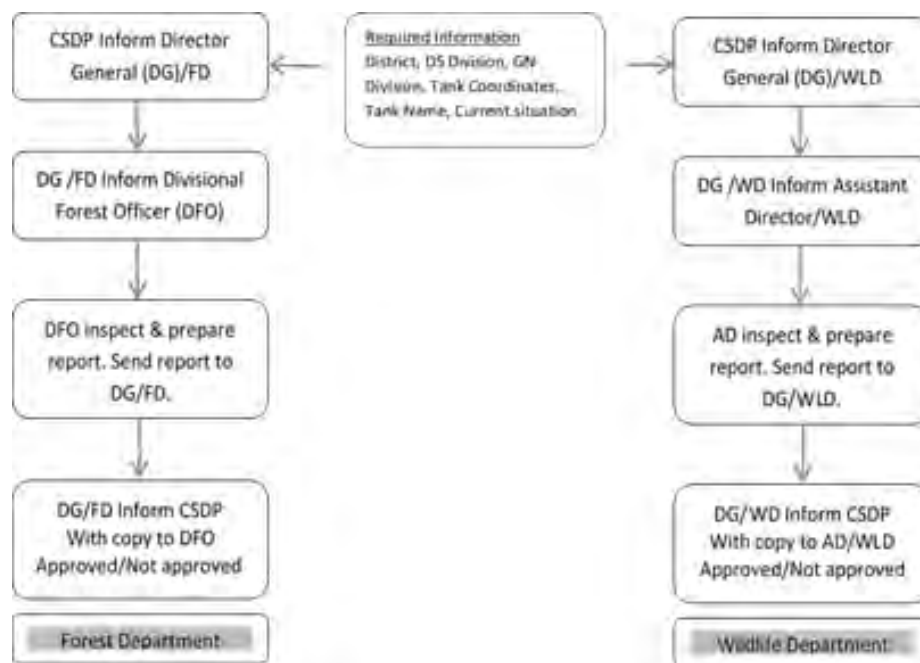 CSDP Inform Director
General (DG)/FD
Required Information
District, DS Division, GN
Division, Tank Coordinates,
Tank Name, Current situation
CSDP Inform Director
General (DG)/WLD
DG /FD Inform Divisional
Forest Officer (DFO)
DG /WD Inform Assistant
Director/WLD
DFO inspect & prepare
report. Send report to
DG/FD.
AD inspect & prepare
report. Send report to
DG/WLD.
DG/FD Inform CSDP
With copy to DFO
Approved/Not approved
DG/WD Inform CSDP
With copy to AD/WLD
Approved/Not approved
Forest Department
Wildlife Department